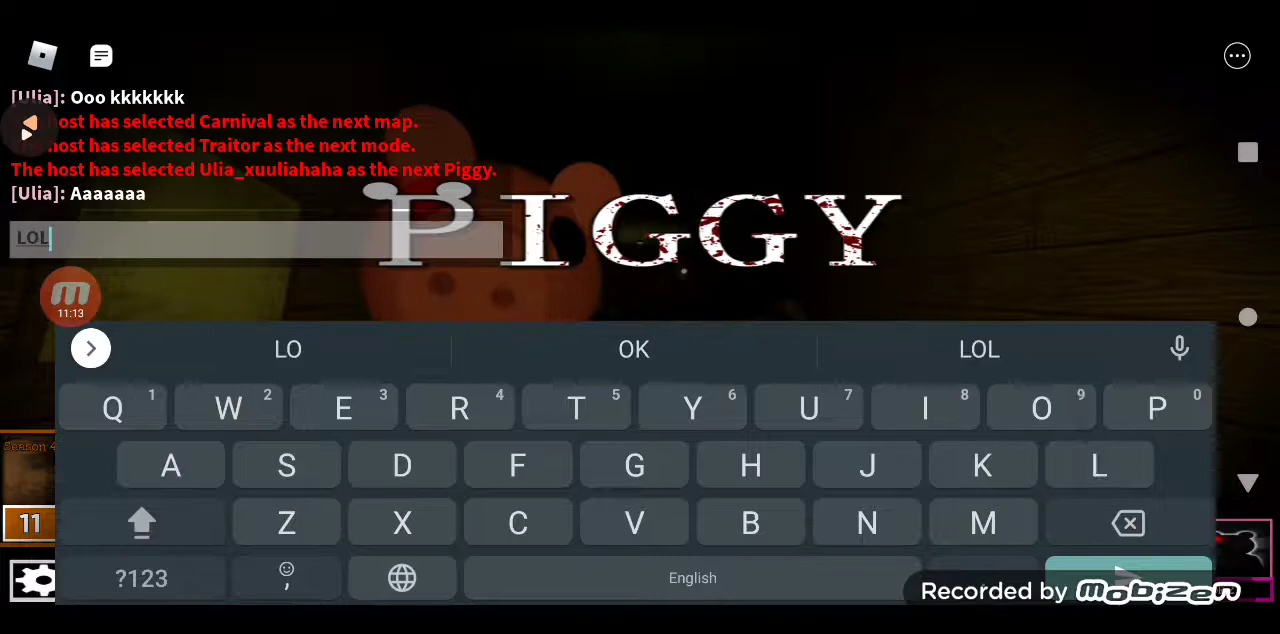 [Ulia]: Ooo kkkkkkk
host has selected Carnival as the next map.
host has selected Traitor as the next mode.
The host has selected Ulia_xuuliahaha as the next Piggy.
[Ulia]: Aaaaaaa
LOL
PIGGY
11:13
LO OK LOL
Q 1 W 2 E 3 R 4 T 5 Y 6 U 7 I 8 O 9 P 0
A S D F G H J K L
Season 4
Z X C V B N M
11
?123 , English
Recorded by mobizen